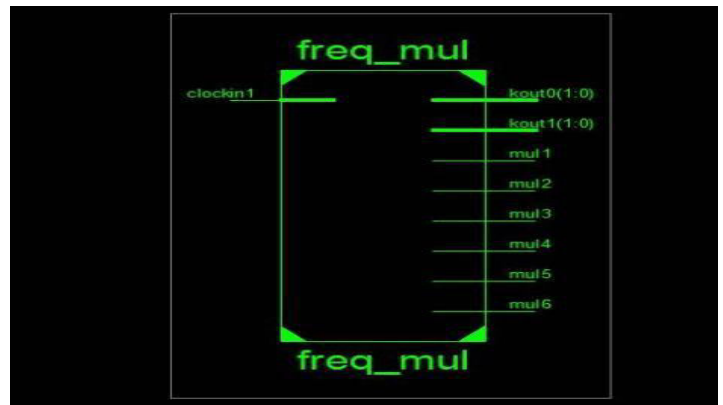 freq_mul
clockin1
kout0(1:0)
kout1(1:0)
mul1
mul2
mul3
mul4
mul5
mul6
freq_mul